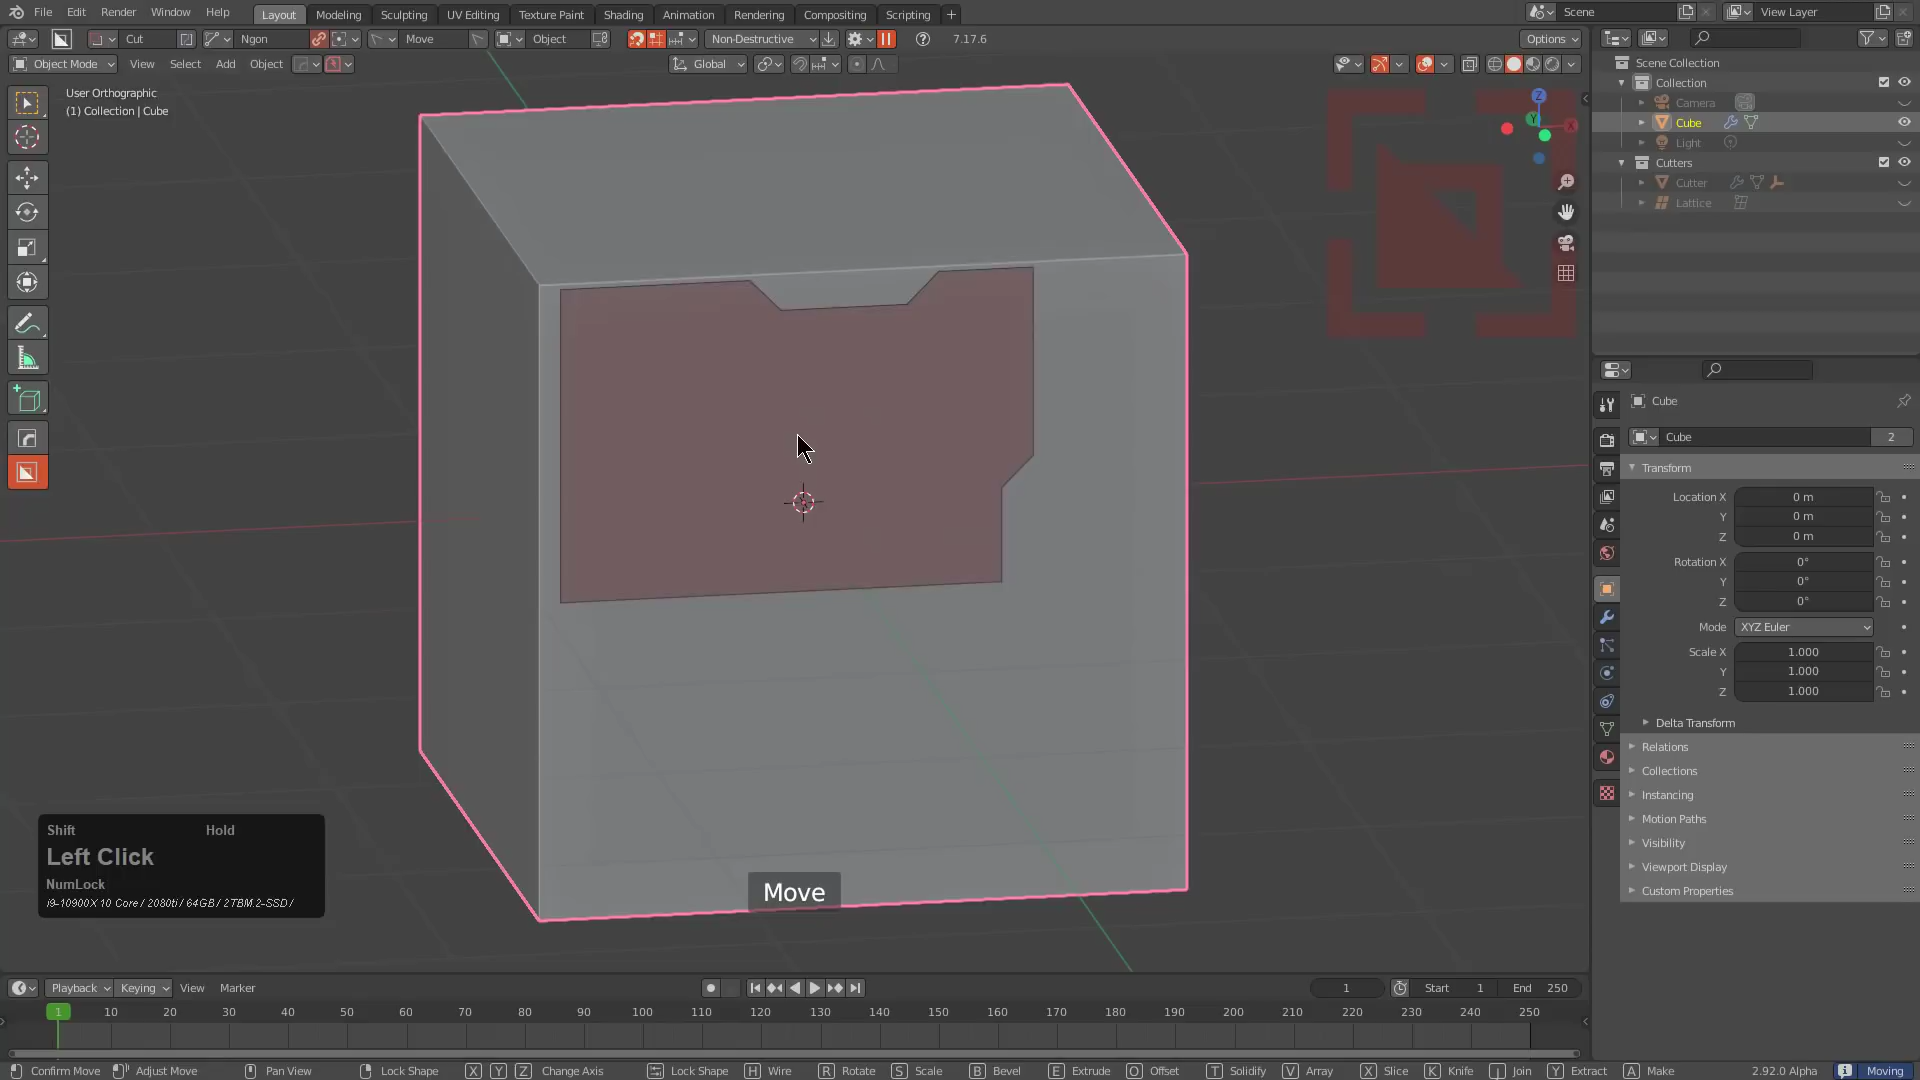 File Edit Render Window Help
Layout Modeling Sculpting UV Editing Texture Paint Shading Animation Rendering Compositing Scripting +
Scene
View Layer
Cut
Ngon
Move
Object
Non-Destructive
7.17.6
Options
Object Mode View Select Add Object
Global
User Orthographic
(1) Collection | Cube
Z
Y
X
Scene Collection
Collection
Camera
Cube
Light
Cutters
Cutter
Lattice
Cube
Cube 2
Transform
Location X 0 m
Y 0 m
Z 0 m
Rotation X 0°
Y 0°
Z 0°
Mode XYZ Euler
Scale X 1.000
Y 1.000
Z 1.000
Delta Transform
Relations
Collections
Instancing
Motion Paths
Visibility
Viewport Display
Custom Properties
Shift Hold
Left Click
NumLock
i9-10900X 10 Core / 2080ti / 64GB / 2TBM.2-SSD /
Move
Playback Keying View Marker
1 Start 1 End 250
1 10 20 30 40 50 60 70 80 90 100 110 120 130 140 150 160 170 180 190 200 210 220 230 240 250
Confirm Move Adjust Move Pan View Lock Shape X Y Z Change Axis Lock Shape H Wire R Rotate S Scale B Bevel E Extrude O Offset T Solidify V Array X Slice K Knife J Join Y Extract A Make 2.92.0 Alpha Moving